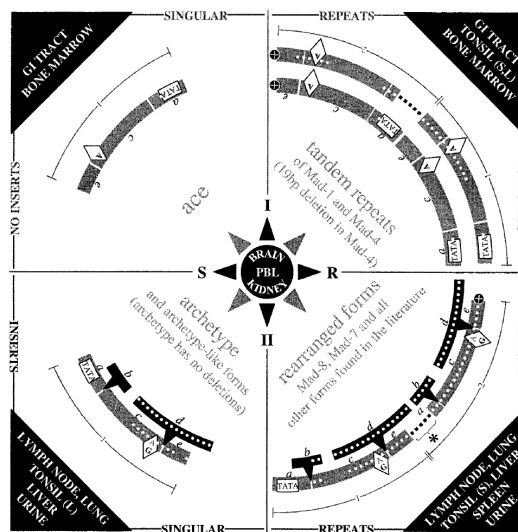 SINGULAR
REPEATS
GI TRACT
BONE MARROW
GI TRACT
TONSIL (S.L)
BONE MARROW
NO INSERTS
TATA
a
c
A
e
ace
A
A
e
c
e
TATA
A
A
c
a
TATA
TATA
tandem repeats
of Mad-1 and Mad-4
(19bp deletion in Mad-4)
I
S
R
II
BRAIN
PBL
KIDNEY
INSERTS
archetype
and archetype-like forms
(archetype has no deletions)
TATA
a
b
c
d
e
rearranged forms
Mad-8, Mad-7 and all
other forms found in the literature
TATA
a
b
c
d
e
a
b
c
d
e
*
LYMPH NODE, LUNG
TONSIL (L)
LIVER
URINE
LYMPH NODE, LUNG
TONSIL (S), LIVER
SPLEEN
URINE
SINGULAR
REPEATS